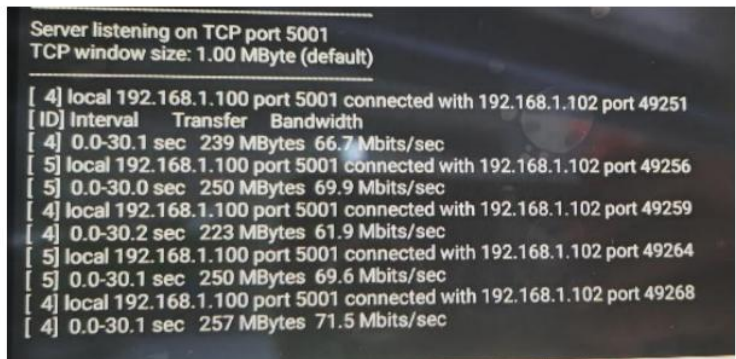 Server listening on TCP port 5001
TCP window size: 1.00 MByte (default)
[ 4] local 192.168.1.100 port 5001 connected with 192.168.1.102 port 49251
[ ID] Interval Transfer Bandwidth
[ 4] 0.0-30.1 sec 239 MBytes 66.7 Mbits/sec
[ 5] local 192.168.1.100 port 5001 connected with 192.168.1.102 port 49256
[ 5] 0.0-30.0 sec 250 MBytes 69.9 Mbits/sec
[ 4] local 192.168.1.100 port 5001 connected with 192.168.1.102 port 49259
[ 4] 0.0-30.2 sec 223 MBytes 61.9 Mbits/sec
[ 5] local 192.168.1.100 port 5001 connected with 192.168.1.102 port 49264
[ 5] 0.0-30.1 sec 250 MBytes 69.6 Mbits/sec
[ 4] local 192.168.1.100 port 5001 connected with 192.168.1.102 port 49268
[ 4] 0.0-30.1 sec 257 MBytes 71.5 Mbits/sec